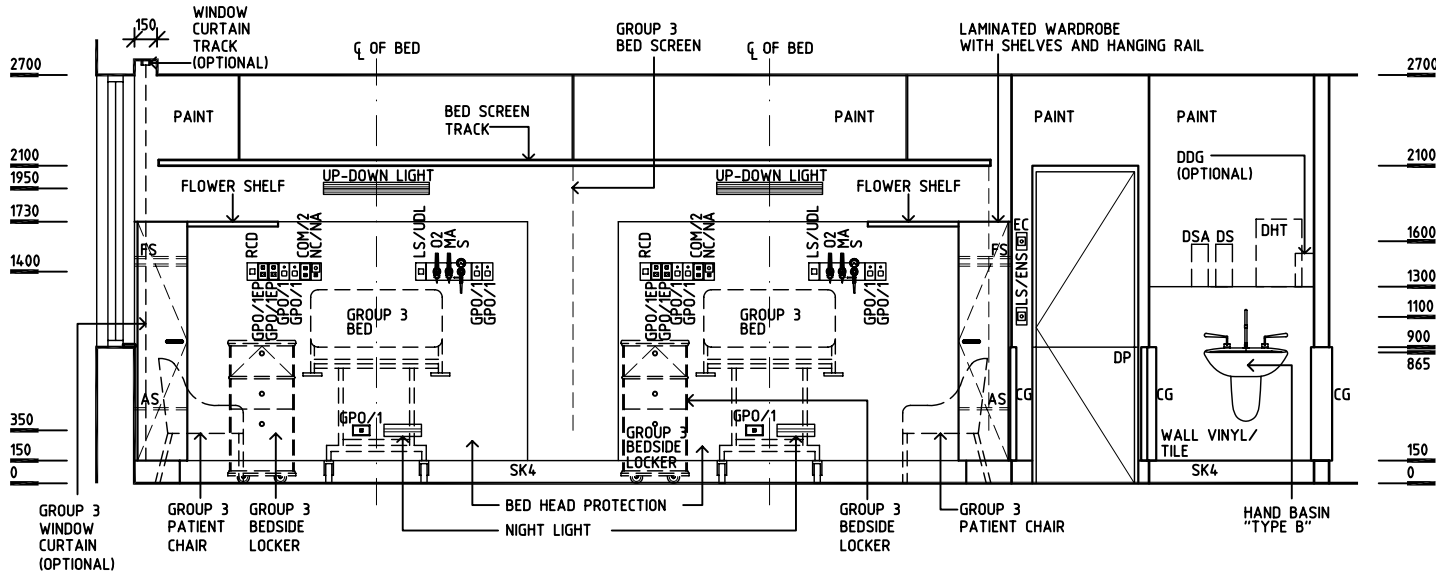 WINDOW
CURTAIN
TRACK
(OPTIONAL)
150
C L OF BED
GROUP 3
BED SCREEN
C L OF BED
LAMINATED WARDROBE
WITH SHELVES AND HANGING RAIL
2700
2700
PAINT
BED SCREEN
TRACK
PAINT
PAINT
PAINT
2100
2100
1950
UP-DOWN LIGHT
UP-DOWN LIGHT
DDG
(OPTIONAL)
FLOWER SHELF
FLOWER SHELF
1730
1600
1400
1300
1100
900
865
350
150
0
150
0
FS
RCD
COM/2
NC/NA
LS/UDL
O2
MA
S
GPO/1EP
GPO/1EP
GPO/1
GPO/1
GPO/1
GPO/1
RCD
COM/2
NC/NA
LS/UDL
O2
MA
S
GPO/1EP
GPO/1EP
GPO/1
GPO/1
GPO/1
GPO/1
EC
FS
LS/ENS
DSA
DS
DHT
GROUP 3
BED
GROUP 3
BED
DP
AS
AS
CG
CG
CG
GPO/1
GPO/1
GROUP 3
BEDSIDE
LOCKER
WALL VINYL/
TILE
SK4
SK4
GROUP 3
WINDOW
CURTAIN
(OPTIONAL)
GROUP 3
PATIENT
CHAIR
GROUP 3
BEDSIDE
LOCKER
BED HEAD PROTECTION
NIGHT LIGHT
GROUP 3
BEDSIDE
LOCKER
GROUP 3
PATIENT CHAIR
HAND BASIN
"TYPE B"